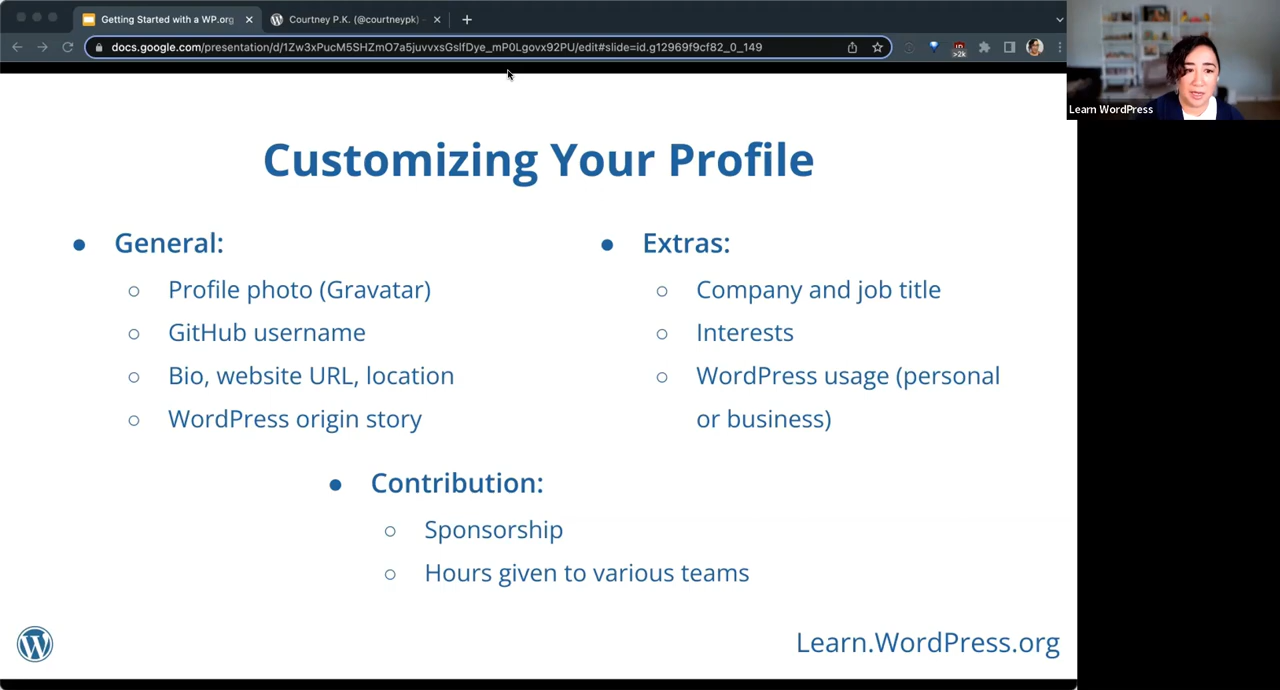 Getting Started with a WP.org
Courtney P.K. (@courtneypk) –
docs.google.com/presentation/d/1Zw3xPucM5SHZmO7a5juvvxsGslfDye_mP0Lgovx92PU/edit#slide=id.g12969f9cf82_0_149
>2k
Learn WordPress
Customizing Your Profile
General:
Profile photo (Gravatar)
GitHub username
Bio, website URL, location
WordPress origin story
Extras:
Company and job title
Interests
WordPress usage (personal
or business)
Contribution:
Sponsorship
Hours given to various teams
Learn.WordPress.org